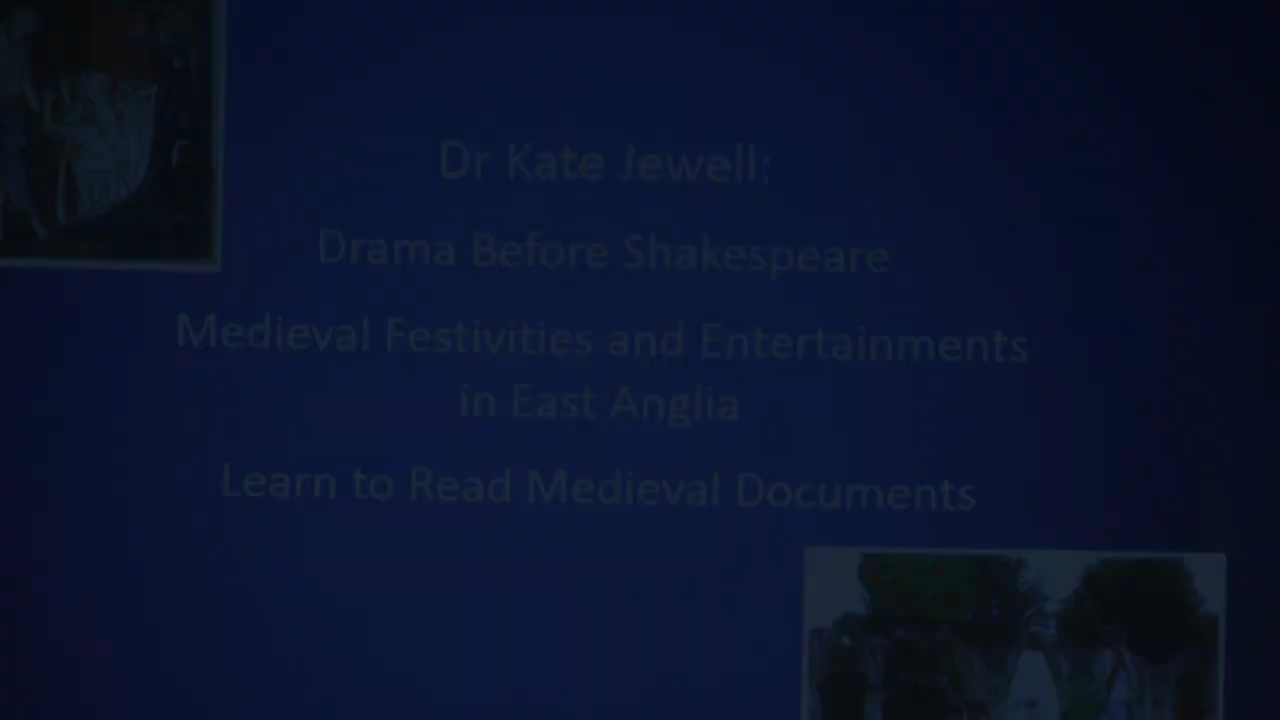 Dr Kate Jewell:
Drama Before Shakespeare
Medieval Festivities and Entertainments
in East Anglia
Learn to Read Medieval Documents